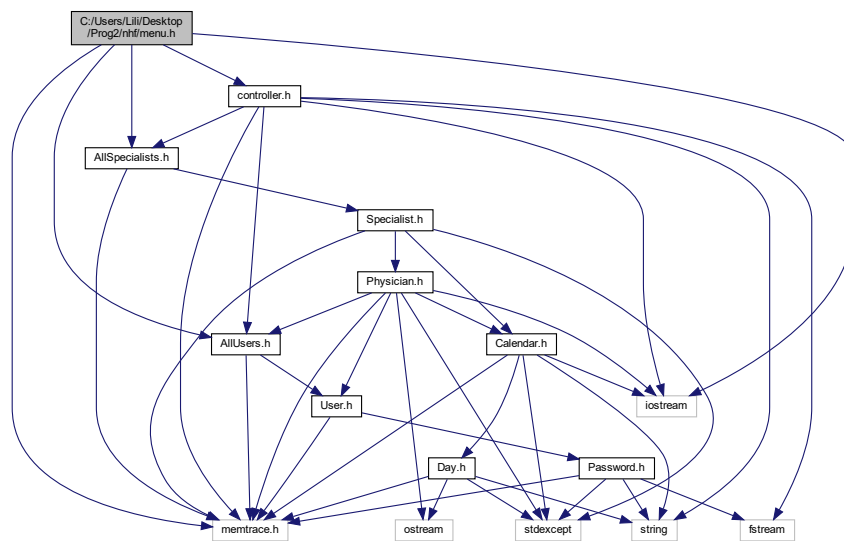 C:/Users/Lili/Desktop
/Prog2/nhf/menu.h
controller.h
AllSpecialists.h
Specialist.h
Physician.h
AllUsers.h
Calendar.h
User.h
iostream
Day.h
Password.h
memtrace.h
ostream
stdexcept
string
fstream